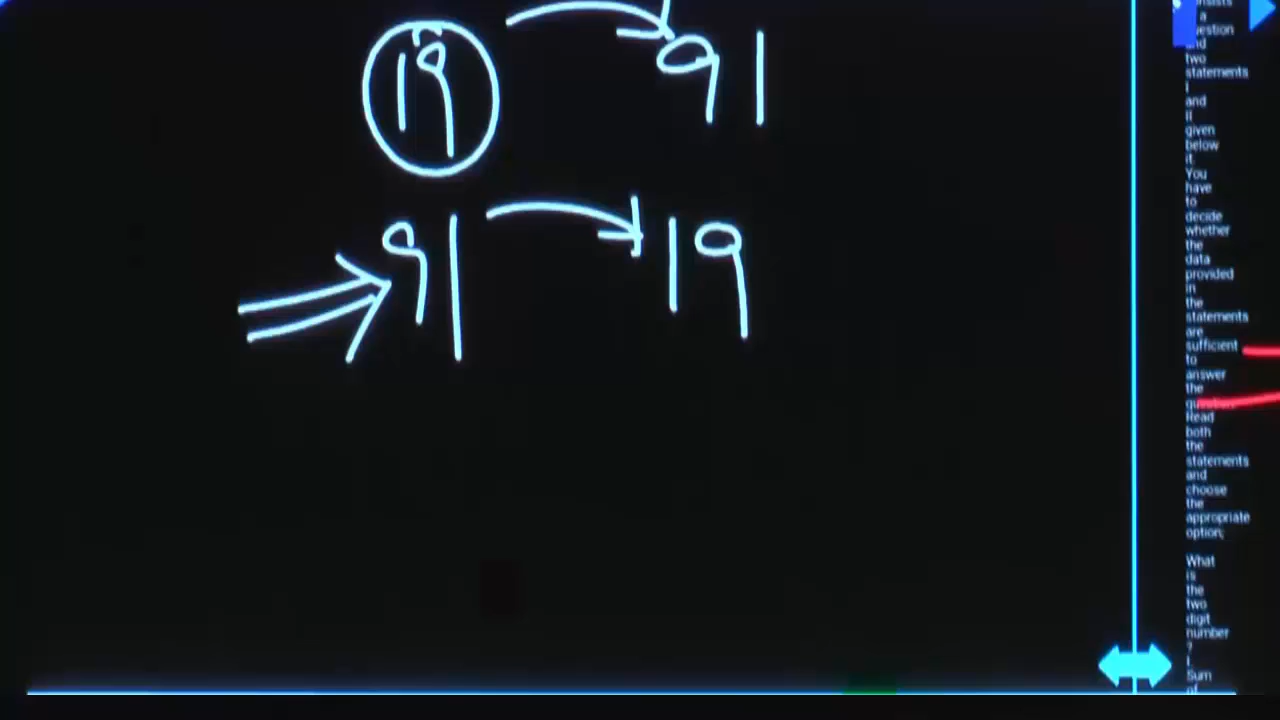 19 91
91 19
a
and
two
statements
I
and
II
given
below
it.
You
have
to
decide
whether
the
data
provided
in
the
statements
are
sufficient
to
answer
the
question.
Read
both
the
statements
and
choose
the
appropriate
option;
What
is
the
two
digit
number
?
I.
Sum
of